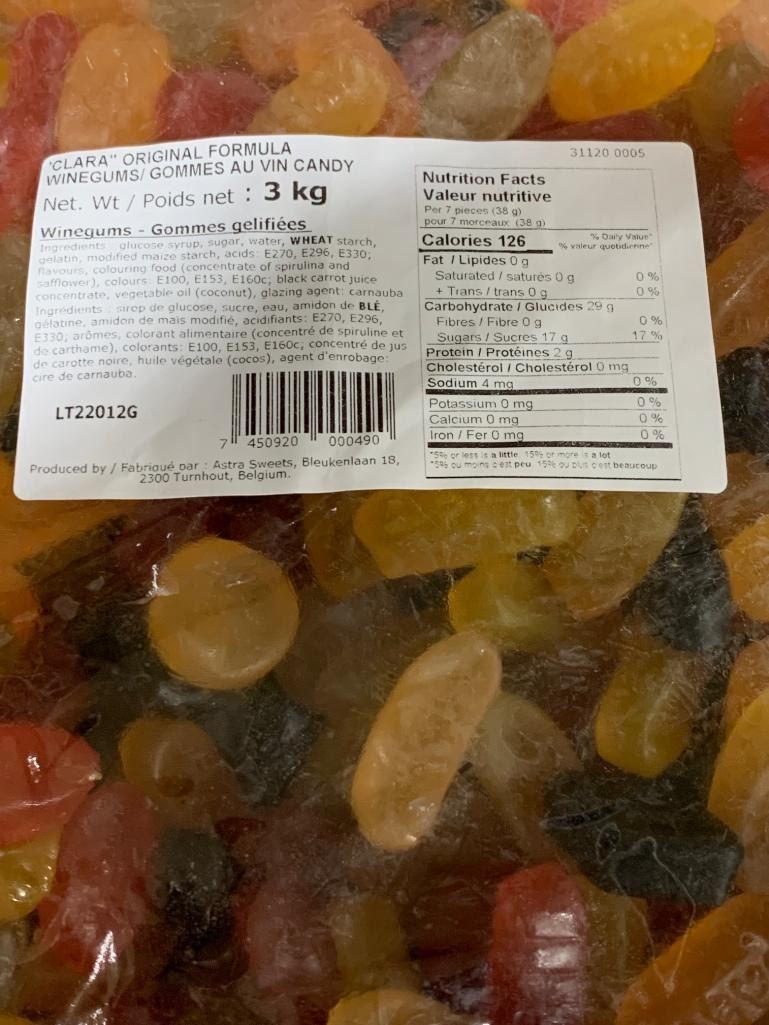 "CLARA" ORIGINAL FORMULA
WINEGUMS/ GOMMES AU VIN CANDY
Net. Wt / Poids net : 3 kg
Winegums - Gommes gelifiées
Ingredients : glucose syrup, sugar, water, WHEAT starch,
gelatin, modified maize starch, acids: E270, E296, E330;
flavours, colouring food (concentrate of spirulina and
safflower), colours: E100, E153, E160c; black carrot juice
concentrate, vegetable oil (coconut), glazing agent: carnauba
Ingrédients : sirop de glucose, sucre, eau, amidon de BLÉ,
gélatine, amidon de mais modifié, acidifiants: E270, E296,
E330; arômes, colorant alimentaire (concentré de spiruline et
de carthame), colorants: E100, E153, E160c; concentré de jus
de carotte noire, huile végétale (cocos), agent d'enrobage:
cire de carnauba.
LT22012G
7 450920 000490
Produced by / Fabriqué par : Astra Sweets, Bleukenlaan 18,
2300 Turnhout, Belgium.
31120 0005
Nutrition Facts
Valeur nutritive
Per 7 pieces (38 g)
pour 7 morceaux (38 g)
Calories 126
% Daily Value*
% valeur quotidienne*
Fat / Lipides 0 g
Saturated / saturés 0 g 0 %
+ Trans / trans 0 g 0 %
Carbohydrate / Glucides 29 g
Fibres / Fibre 0 g 0 %
Sugars / Sucres 17 g 17 %
Protein / Protéines 2 g
Cholestérol / Cholestérol 0 mg
Sodium 4 mg 0 %
Potassium 0 mg 0 %
Calcium 0 mg 0 %
Iron / Fer 0 mg 0 %
*5% or less is a little, 15% or more is a lot
*5% ou moins c'est peu, 15% ou plus c'est beaucoup